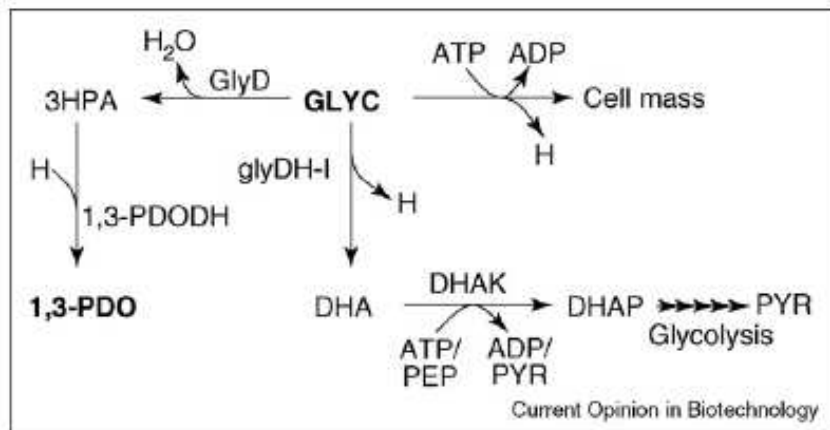 H₂O
ATP ADP
GlyD
3HPA GLYC Cell mass
H
H glyDH-I
H
1,3-PDODH
DHAK
1,3-PDO DHA DHAP PYR
Glycolysis
ATP/ ADP/
PEP PYR
Current Opinion in Biotechnology